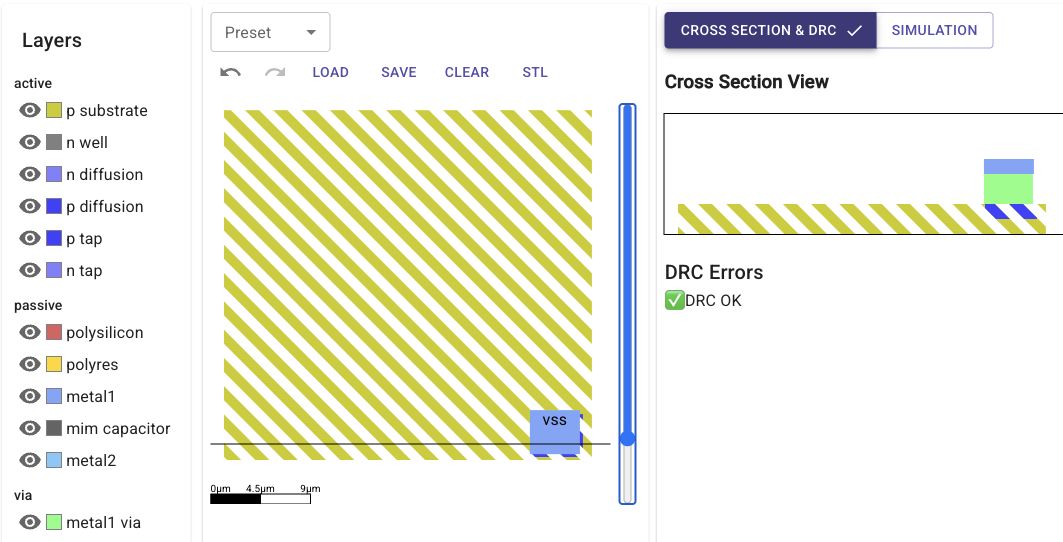 Layers
active
p substrate
n well
n diffusion
p diffusion
p tap
n tap
passive
polysilicon
polyres
metal1
mim capacitor
metal2
via
metal1 via
Preset
LOAD SAVE CLEAR STL
VSS
0μm 4.5μm 9μm
CROSS SECTION & DRC SIMULATION
Cross Section View
DRC Errors
✅DRC OK